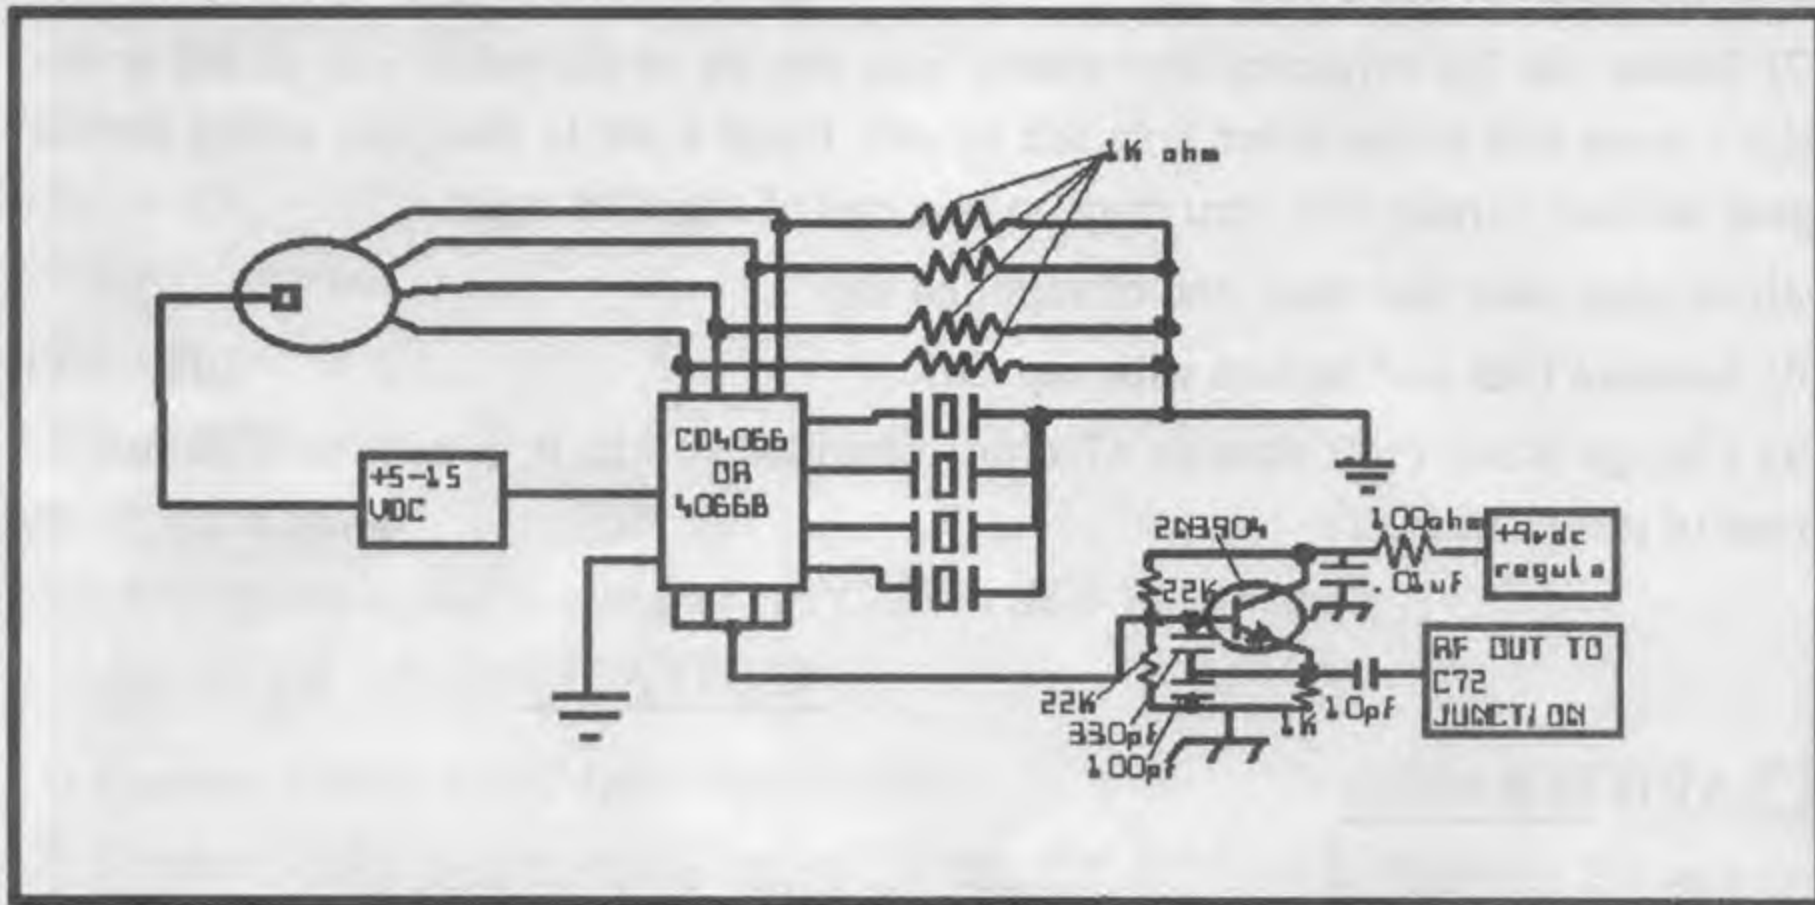 1K ohm
CD4066
OR
4066B
+5-15
VDC
2N3904
100ohm
+9vdc
regula
.01uf
22K
RF OUT TO
C72
JUNCTION
22K
330pf
100pf
1K
10pf